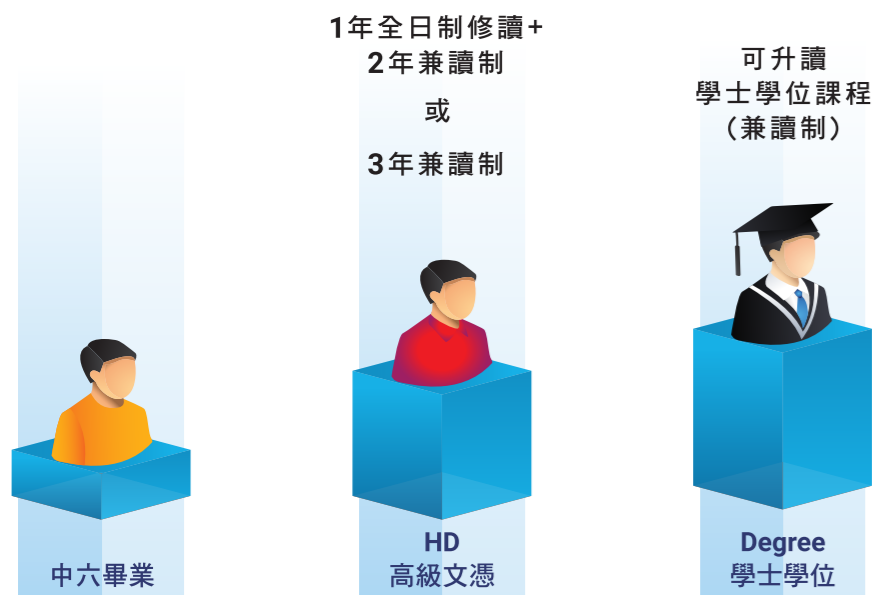 1年全日制修讀+
2年兼讀制
或
3年兼讀制
可升讀
學士學位課程
（兼讀制）
中六畢業
HD
高級文憑
Degree
學士學位